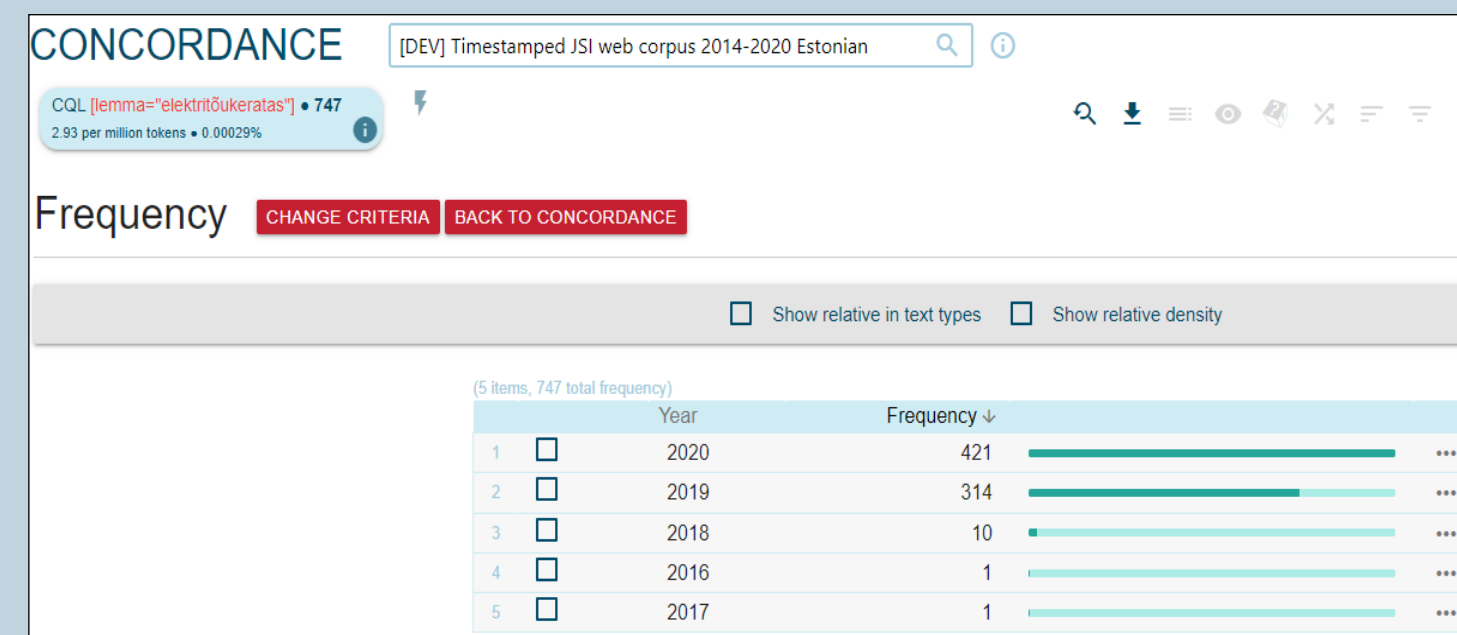 CONCORDANCE
[DEV] Timestamped JSI web corpus 2014-2020 Estonian
CQL [lemma="elektritõukeratas"] ● 747
2.93 per million tokens ● 0.00029%
Frequency
CHANGE CRITERIA
BACK TO CONCORDANCE
Show relative in text types
Show relative density
(5 items, 747 total frequency)
Year Frequency ↓
1 2020 421
2 2019 314
3 2018 10
4 2016 1
5 2017 1